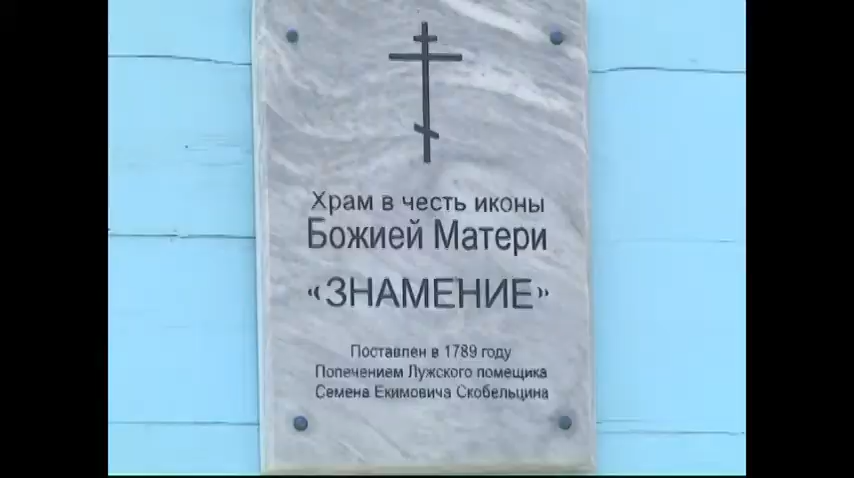 Храм в честь иконы
Божией Матери
«ЗНАМЕНИЕ»
Поставлен в 1789 году
Попечением Лужского помещика
Семена Екимовича Скобельцина